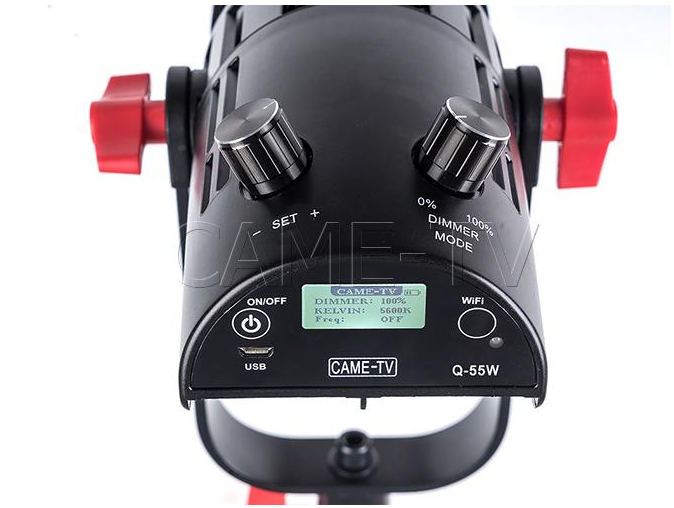 - SET +
0% 100%
DIMMER
MODE
CAME-TV
ON/OFF
CAME-TV
DIMMER: 100%
KELVIN: 5600K
Freq: OFF
WiFi
USB
CAME-TV
Q-55W